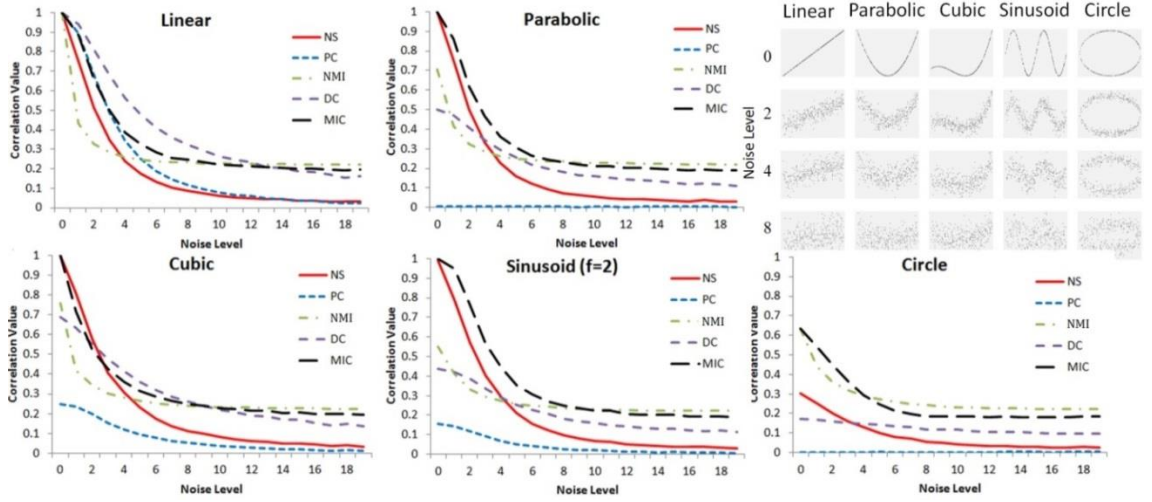 Linear
Correlation Value
1
0.9
0.8
0.7
0.6
0.5
0.4
0.3
0.2
0.1
0
NS
PC
NMI
DC
MIC
0 2 4 6 8 10 12 14 16 18
Noise Level
Parabolic
Correlation Value
1
0.9
0.8
0.7
0.6
0.5
0.4
0.3
0.2
0.1
0
NS
PC
NMI
DC
MIC
0 2 4 6 8 10 12 14 16 18
Noise Level
Linear Parabolic Cubic Sinusoid Circle
Noise Level
0
2
4
8
Cubic
Correlation Value
1
0.9
0.8
0.7
0.6
0.5
0.4
0.3
0.2
0.1
0
NS
PC
NMI
DC
MIC
0 2 4 6 8 10 12 14 16 18
Noise Level
Sinusoid (f=2)
Correlation Value
1
0.9
0.8
0.7
0.6
0.5
0.4
0.3
0.2
0.1
0
NS
PC
NMI
DC
MIC
0 2 4 6 8 10 12 14 16 18
Noise Level
Circle
Correlation Value
1
0.9
0.8
0.7
0.6
0.5
0.4
0.3
0.2
0.1
0
NS
PC
NMI
DC
MIC
0 2 4 6 8 10 12 14 16 18
Noise Level